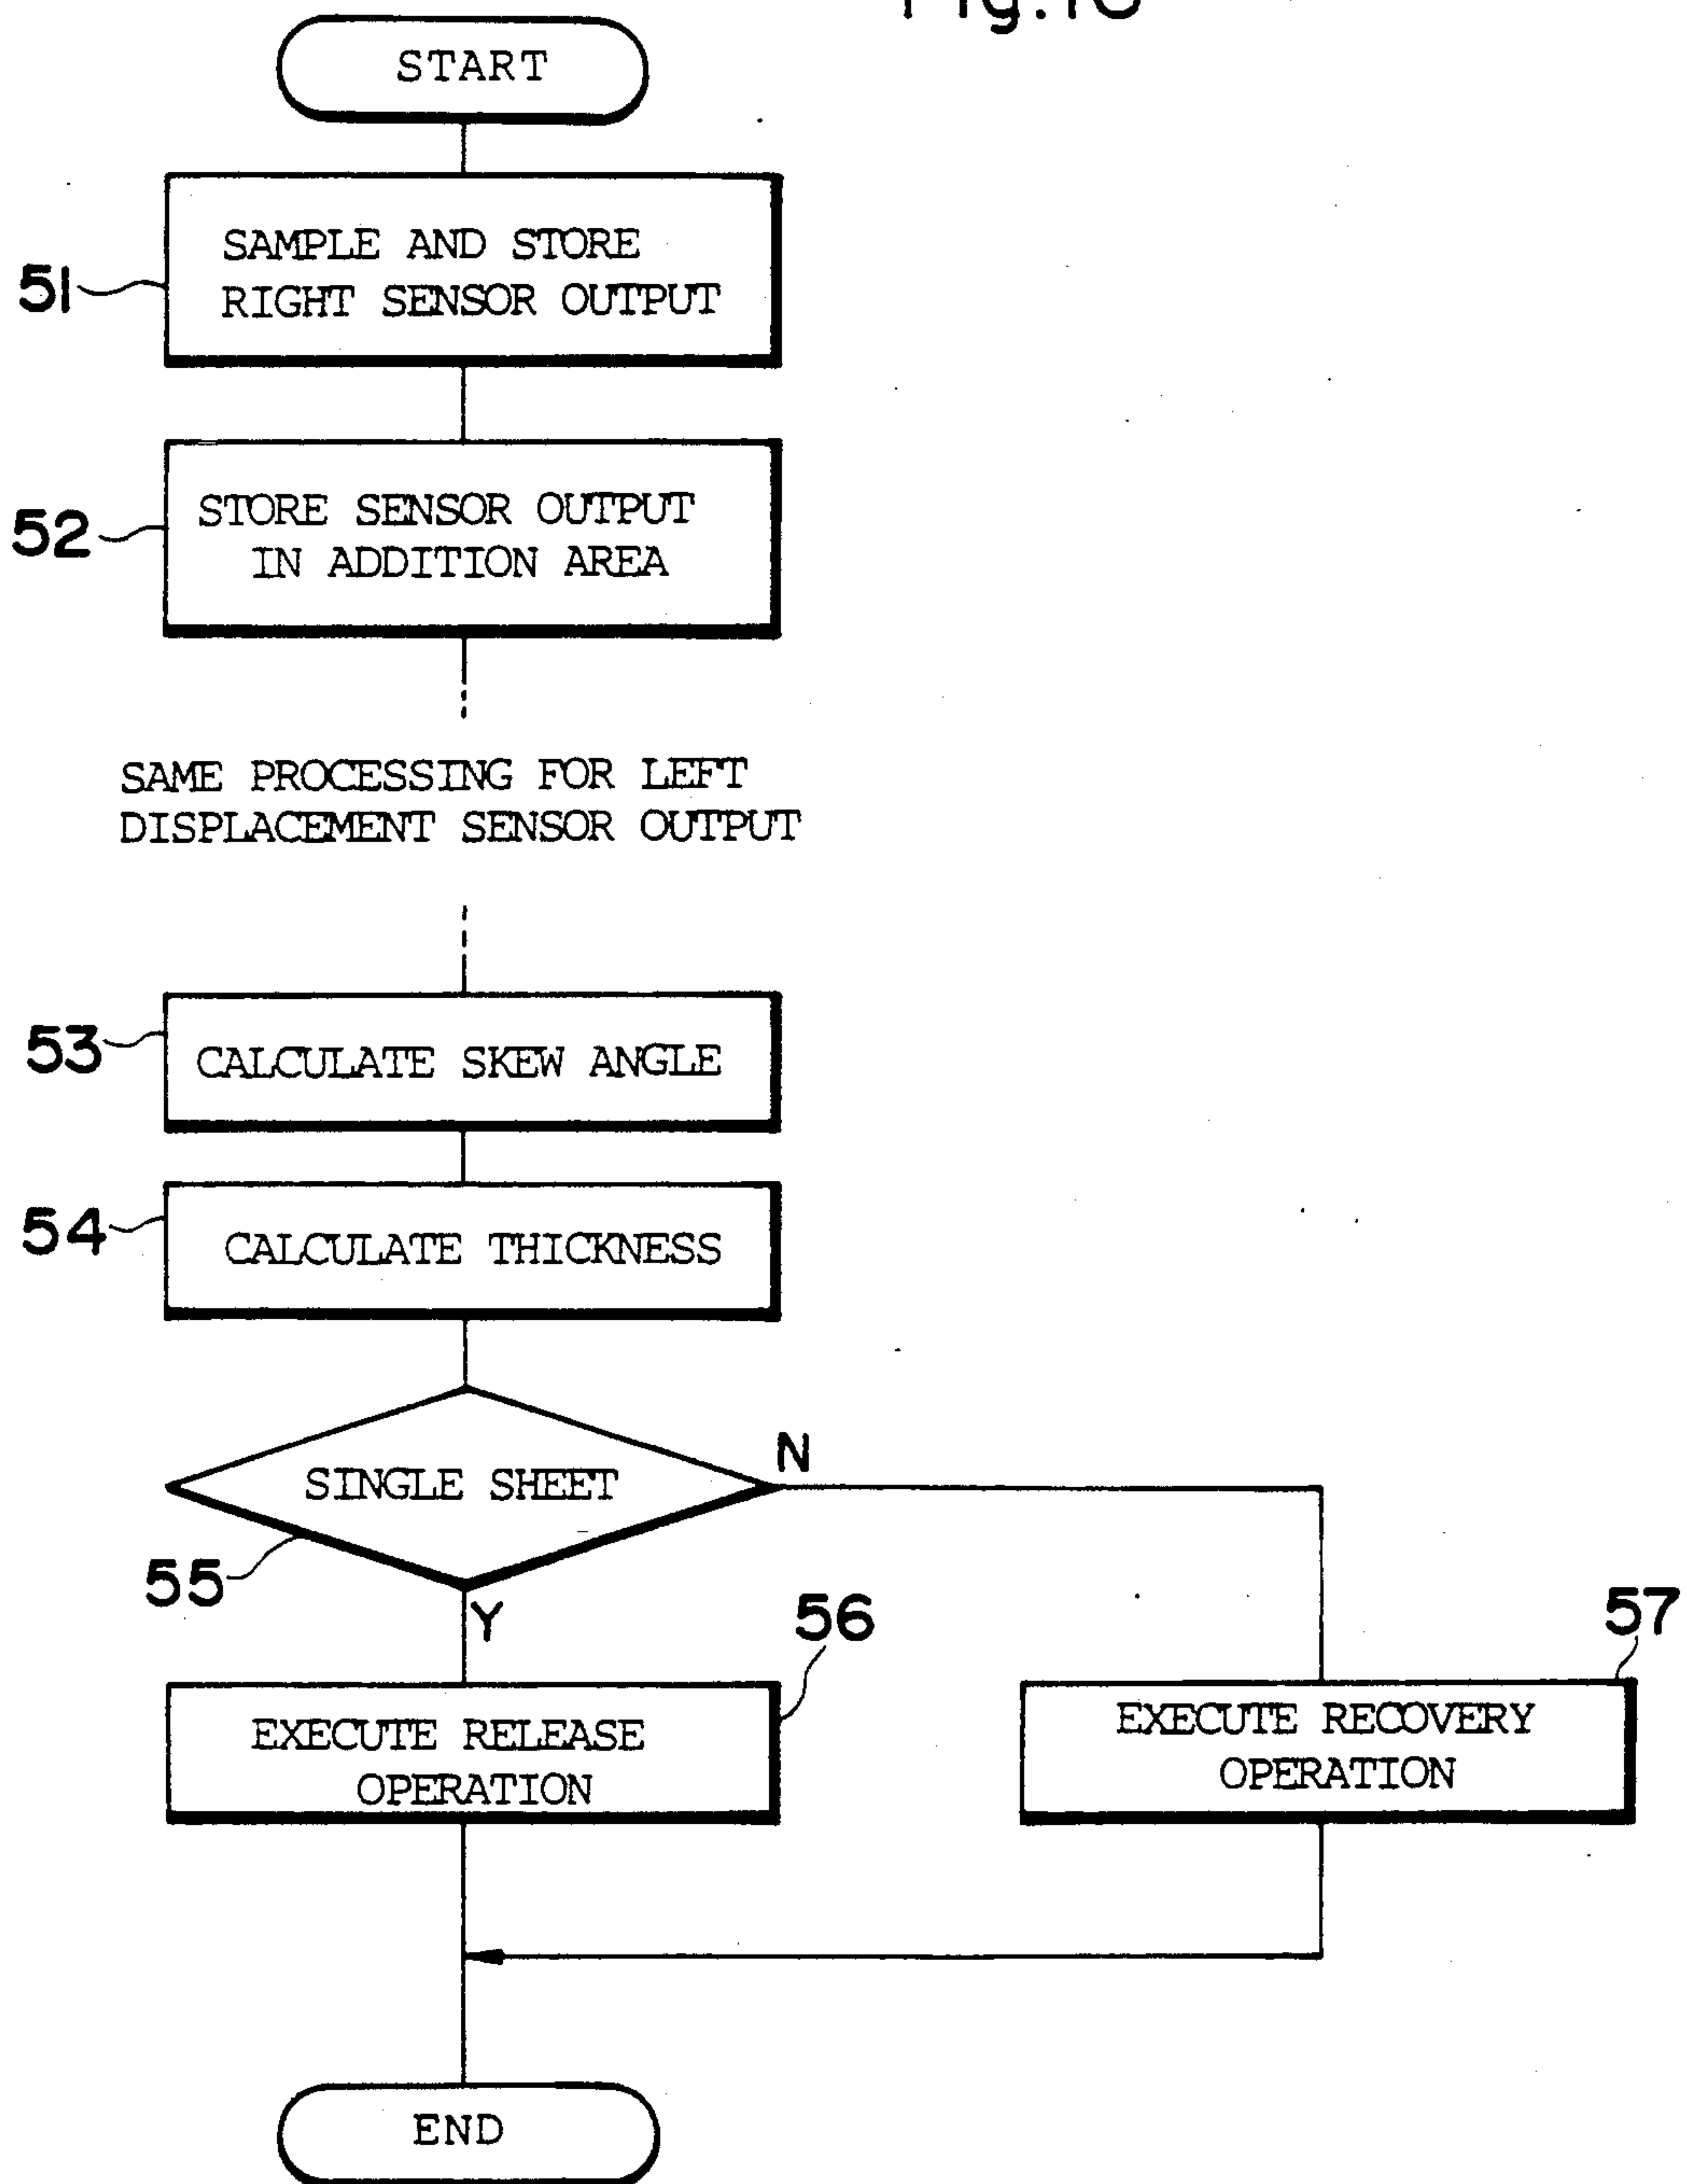 START
51
SAMPLE AND STORE
RIGHT SENSOR OUTPUT
52
STORE SENSOR OUTPUT
IN ADDITION AREA
SAME PROCESSING FOR LEFT
DISPLACEMENT SENSOR OUTPUT
53
CALCULATE SKEW ANGLE
54
CALCULATE THICKNESS
SINGLE SHEET
N
55
Y
56
57
EXECUTE RELEASE
OPERATION
EXECUTE RECOVERY
OPERATION
END